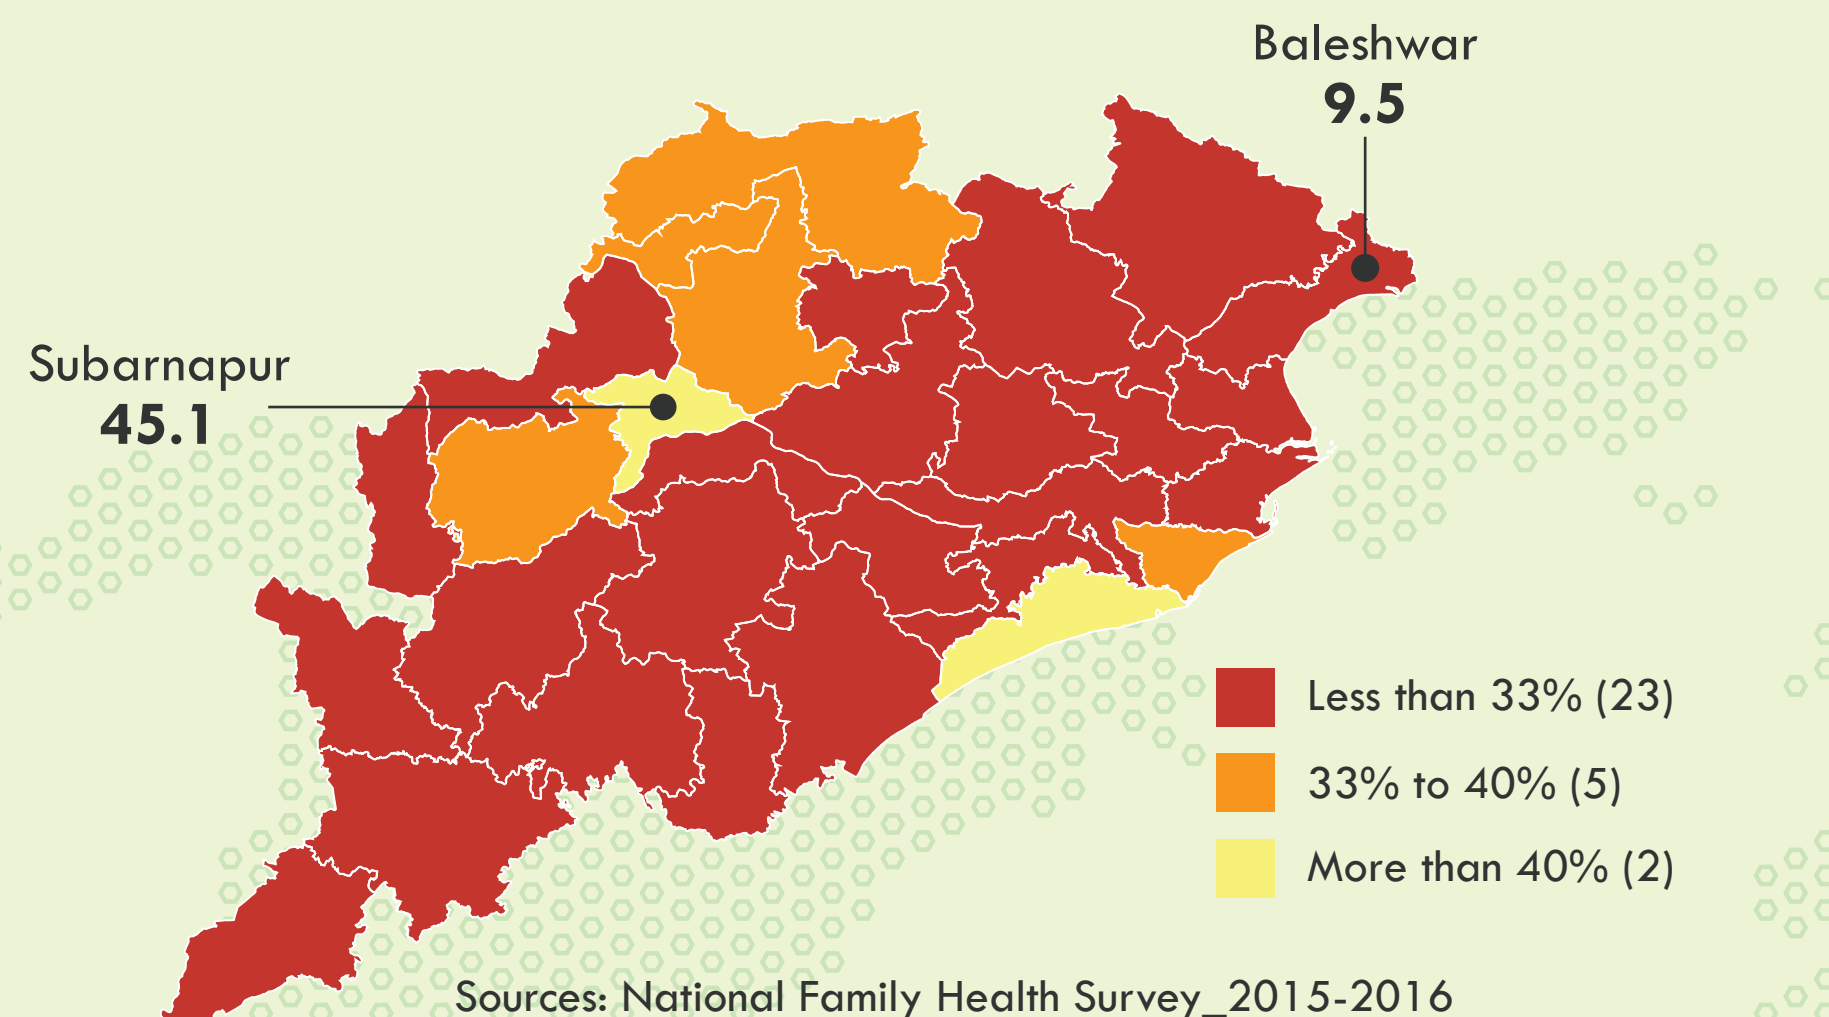 Baleshwar
9.5
Subarnapur
45.1
Less than 33% (23)
33% to 40% (5)
More than 40% (2)
Sources: National Family Health Survey_2015-2016